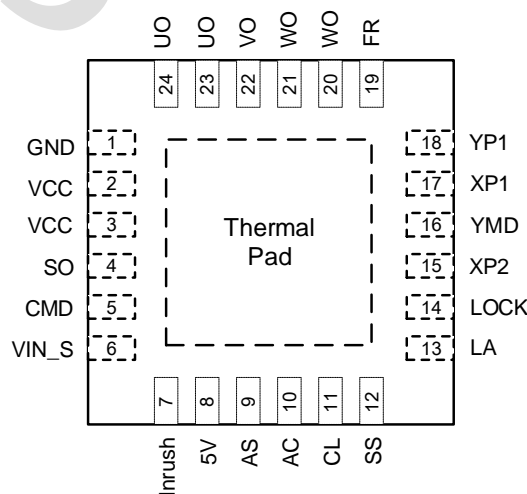 UO UO VO WO WO FR
24 23 22 21 20 19
GND 1 18 YP1
VCC 2 17 XP1
VCC 3 16 YMD
SO 4 15 XP2
CMD 5 14 LOCK
VIN_S 6 13 LA
Thermal
Pad
7 8 9 10 11 12
Inrush 5V AS AC CL SS